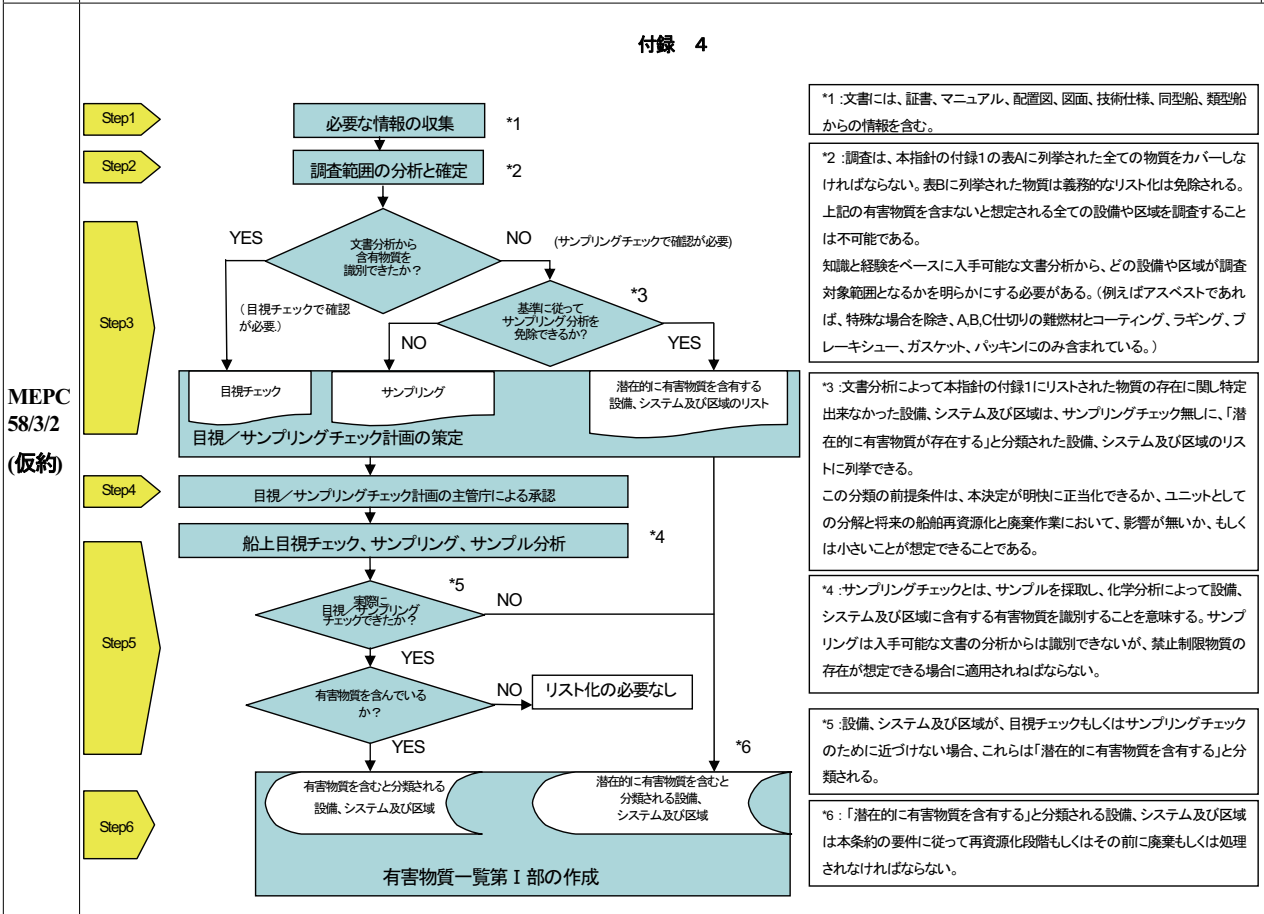 付録　4
MEPC
58/3/2
(仮約)
Step1
必要な情報の収集
*1
Step2
調査範囲の分析と確定
*2
Step3
文書分析から
含有物質を
識別できたか？
YES
NO
(サンプリングチェックで確認が必要)
（目視チェックで確認
が必要.）
基準に従って
サンプリング分析を
免除できるか？
*3
NO
YES
目視チェック
サンプリング
潜在的に有害物質を含有する
設備、システム及び区域のリスト
目視／サンプリングチェック計画の策定
Step4
目視／サンプリングチェック計画の主管庁による承認
Step5
船上目視チェック、サンプリング、サンプル分析
*4
実際に
目視／サンプリング
チェックできたか？
*5
NO
YES
有害物質を含んでいる
か？
NO
リスト化の必要なし
YES
*6
Step6
有害物質を含むと分類される
設備、システム及び区域
潜在的に有害物質を含むと
分類される設備、
システム及び区域
有害物質一覧第Ⅰ部の作成
*1 :文書には、証書、マニュアル、配置図、図面、技術仕様、同型船、類型船
からの情報を含む。
*2 :調査は、本指針の付録1の表Aに列挙された全ての物質をカバーしな
ければならない。表Bに列挙された物質は義務的なリスト化は免除される。
上記の有害物質を含まないと想定される全ての設備や区域を調査すること
は不可能である。
知識と経験をベースに入手可能な文書分析から、どの設備や区域が調査
対象範囲となるかを明らかにする必要がある。（例えばアスベストであれ
ば、特殊な場合を除き、A,B,C仕切りの難燃材とコーティング、ラギング、ブ
レーキシュー、ガスケット、パッキンにのみ含まれている。）
*3 :文書分析によって本指針の付録1にリストされた物質の存在に関し特定
出来なかった設備、システム及び区域は、サンプリングチェック無しに、「潜
在的に有害物質が存在する」と分類された設備、システム及び区域のリス
トに列挙できる。
この分類の前提条件は、本決定が明快に正当化できるか、ユニットとして
の分解と将来の船舶再資源化と廃棄作業において、影響が無いか、もしく
は小さいことが想定できることである。
*4 :サンプリングチェックとは、サンプルを採取し、化学分析によって設備、
システム及び区域に含有する有害物質を識別することを意味する。サンプ
リングは入手可能な文書の分析からは識別できないが、禁止制限物質の
存在が想定できる場合に適用されねばならない。
*5 :設備、システム及び区域が、目視チェックもしくはサンプリングチェック
のために近づけない場合、これらは「潜在的に有害物質を含有する」と分
類される。
*6 :「潜在的に有害物質を含有する」と分類される設備、システム及び区域
は本条約の要件に従って再資源化段階もしくはその前に廃棄もしくは処理
されなければならない。